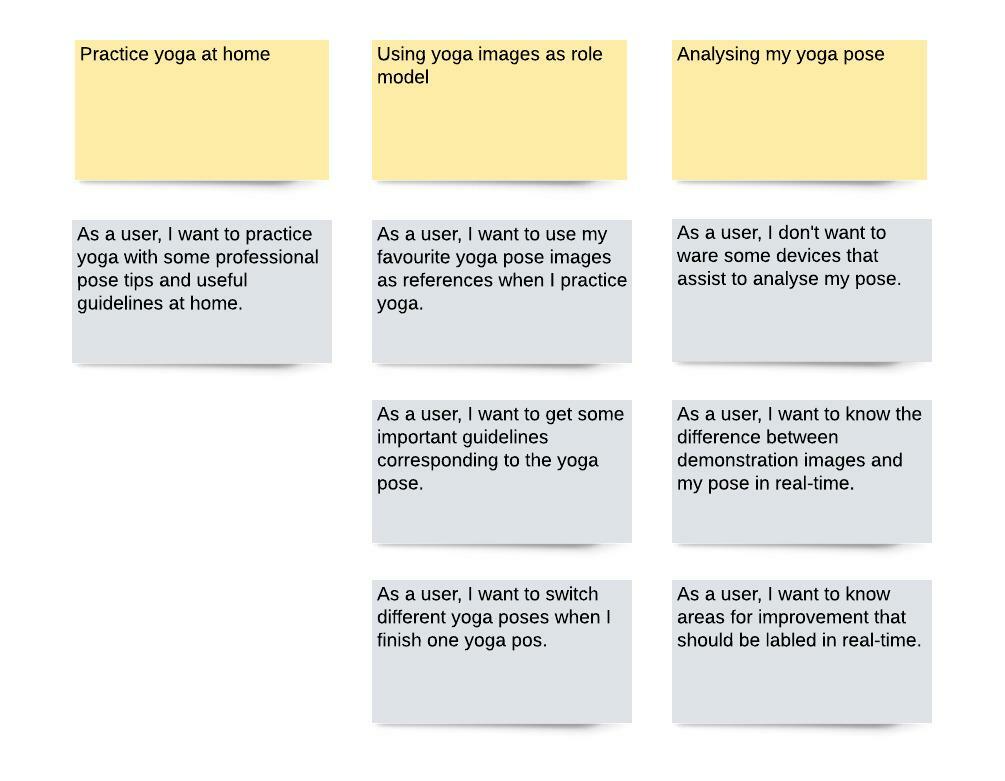 Practice yoga at home
Using yoga images as role
model
Analysing my yoga pose
As a user, I want to practice
yoga with some professional
pose tips and useful
guidelines at home.
As a user, I want to use my
favourite yoga pose images
as references when I practice
yoga.
As a user, I don't want to
ware some devices that
assist to analyse my pose.
As a user, I want to get some
important guidelines
corresponding to the yoga
pose.
As a user, I want to know the
difference between
demonstration images and
my pose in real-time.
As a user, I want to switch
different yoga poses when I
finish one yoga pos.
As a user, I want to know
areas for improvement that
should be labled in real-time.